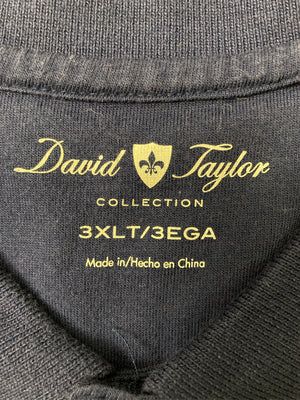 David Taylor
COLLECTION
3XLT/3EGA
Made in/Hecho en China